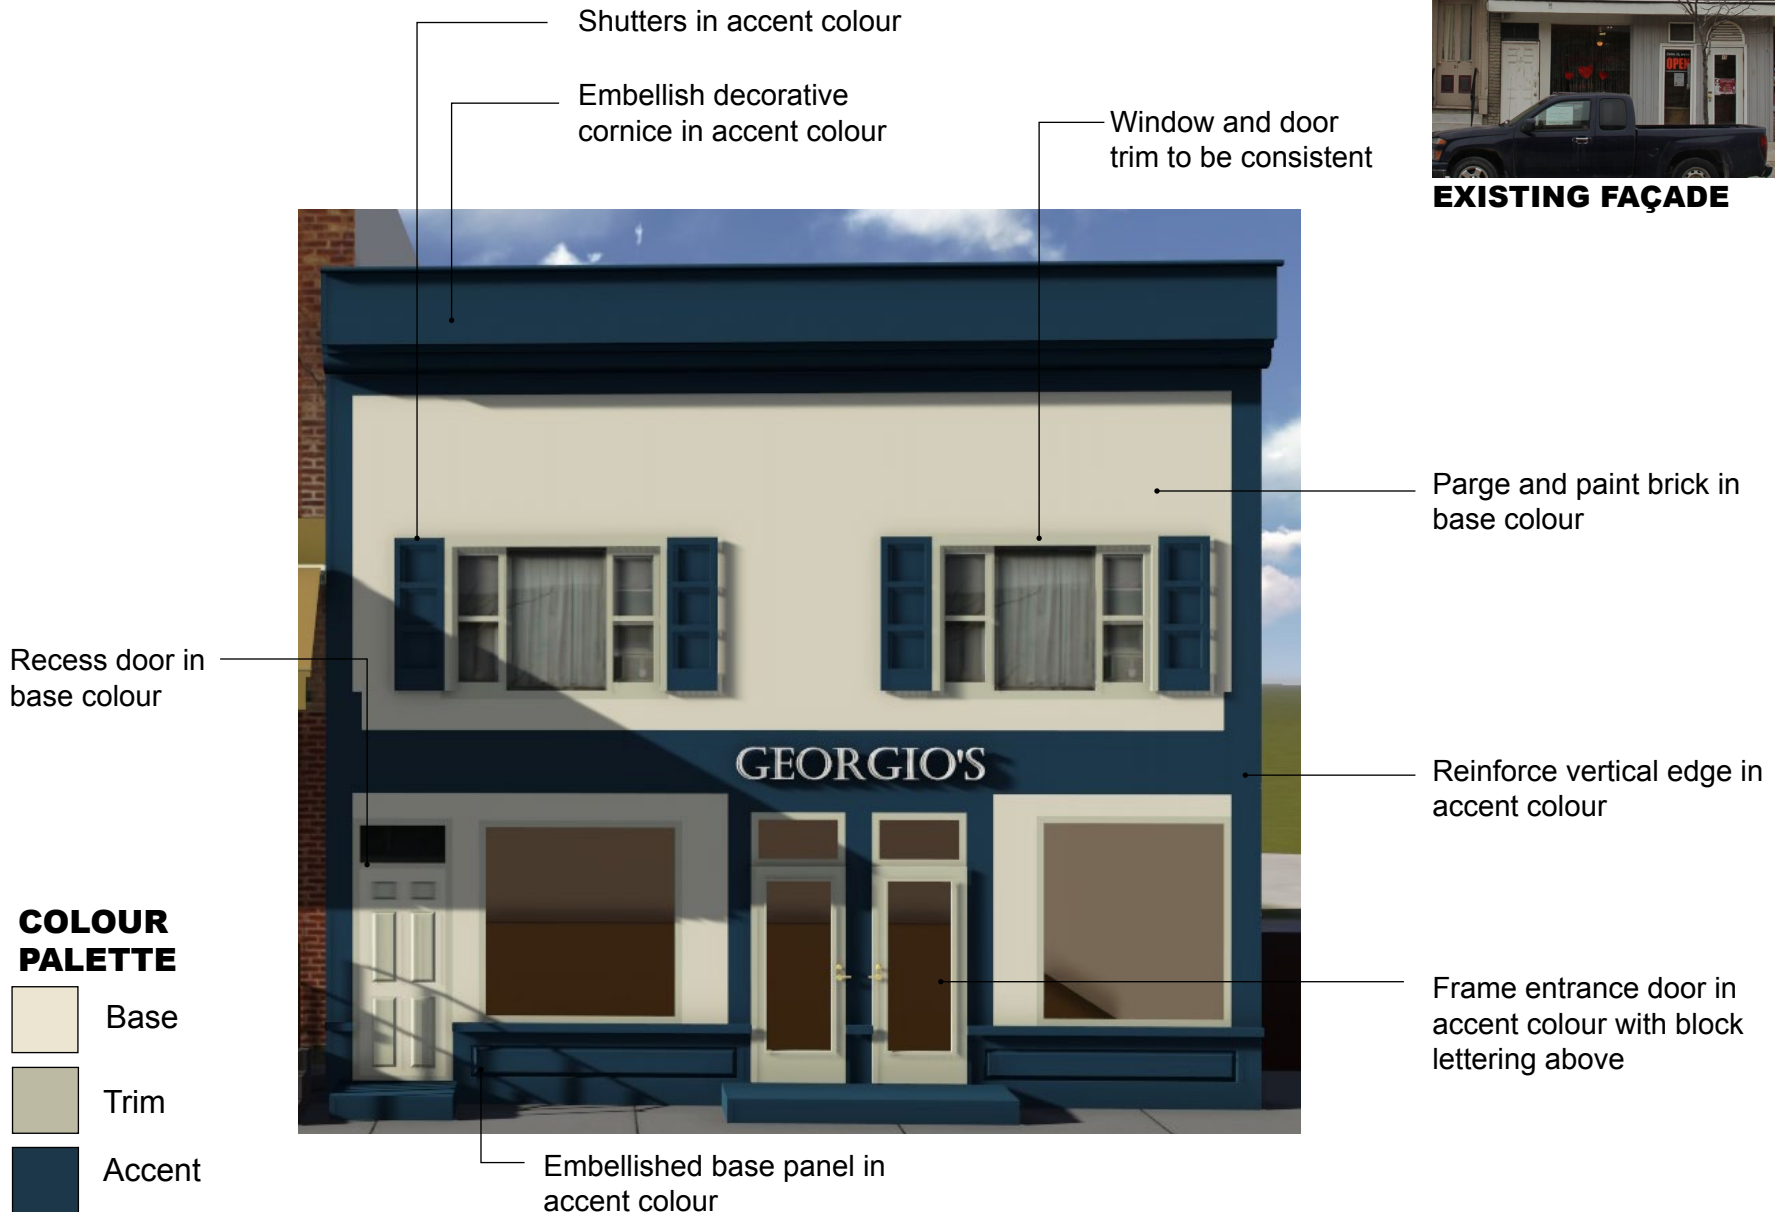 Shutters in accent colour
Embellish decorative
cornice in accent colour
Window and door
trim to be consistent
OPEN
EXISTING FAÇADE
Parge and paint brick in
base colour
Recess door in
base colour
GEORGIO'S
Reinforce vertical edge in
accent colour
COLOUR
PALETTE
Base
Trim
Accent
Frame entrance door in
accent colour with block
lettering above
Embellished base panel in
accent colour